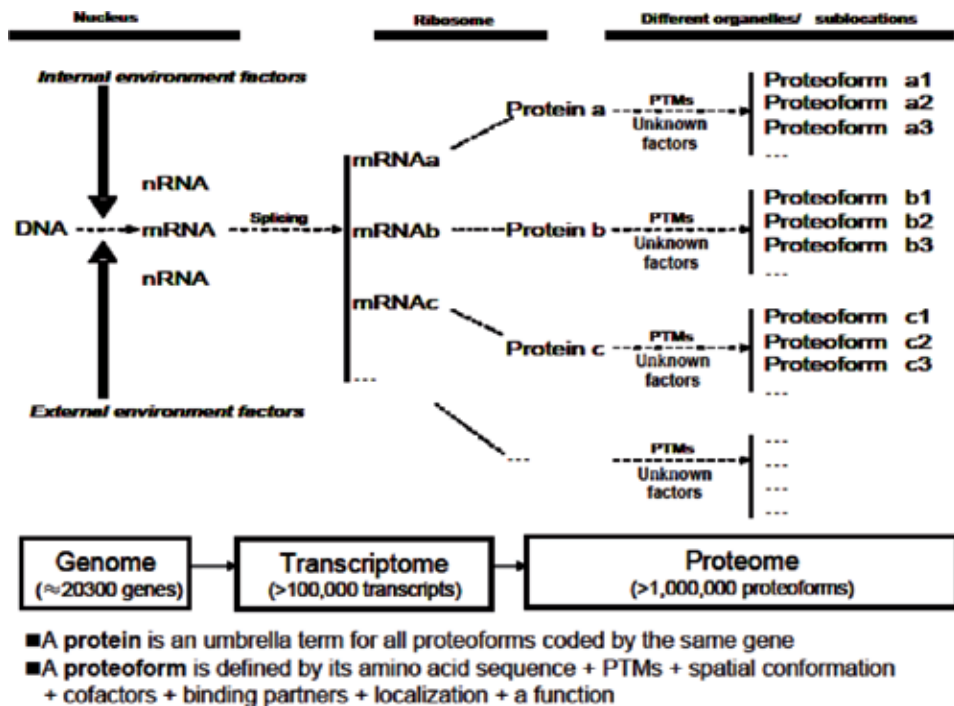 Nucleus
Ribosome
Different organelles/ sublocations
Internal environment factors
nRNA
DNA
mRNA
nRNA
External environment factors
Splicing
mRNAa
mRNAb
mRNAc
---
Protein a
Protein b
Protein c
---
PTMs
Unknown
factors
PTMs
Unknown
factors
PTMs
Unknown
factors
PTMs
Unknown
factors
Proteoform a1
Proteoform a2
Proteoform a3
---
Proteoform b1
Proteoform b2
Proteoform b3
---
Proteoform c1
Proteoform c2
Proteoform c3
---
---
---
---
---
Genome
(≈20300 genes)
Transcriptome
(>100,000 transcripts)
Proteome
(>1,000,000 proteoforms)
■A protein is an umbrella term for all proteoforms coded by the same gene
■A proteoform is defined by its amino acid sequence + PTMs + spatial conformation
+ cofactors + binding partners + localization + a function